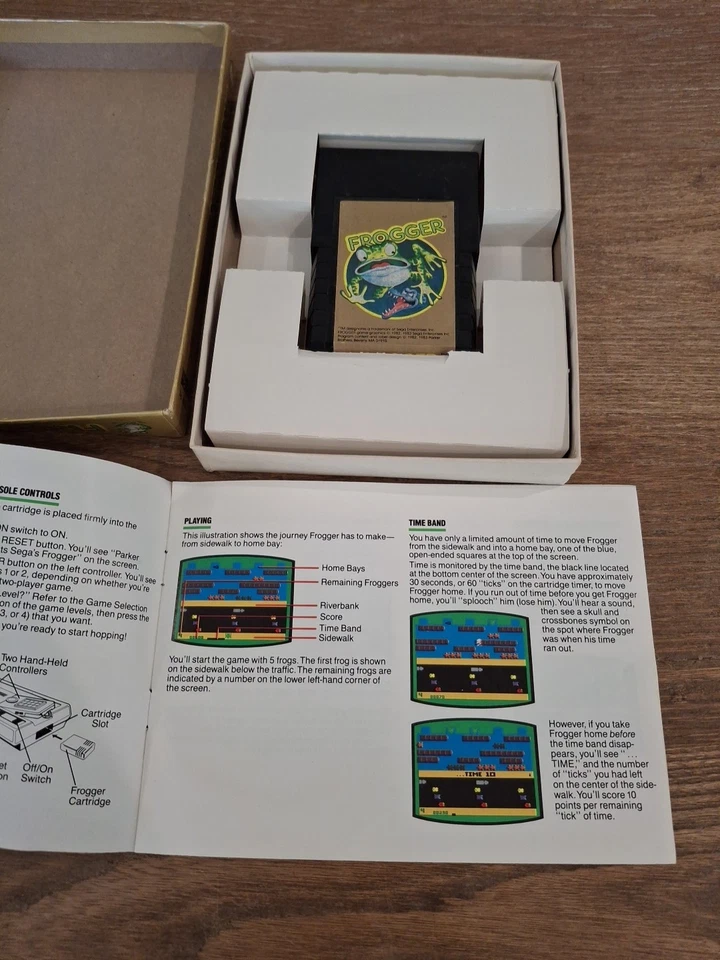 FROGGER
SOLE CONTROLS
cartridge is placed firmly into the
ON switch to ON.
RESET button. You'll see "Parker
ts Sega's Frogger" on the screen.
R button on the left controller. You'll see
s 1 or 2, depending on whether you're
two-player game.
Level?" Refer to the Game Selection
on of the game levels, then press the
3, or 4) that you want.
you're ready to start hopping!
Two Hand-Held
Controllers
Cartridge
Slot
Off/On
Switch
Frogger
Cartridge
PLAYING
This illustration shows the journey Frogger has to make—
from sidewalk to home bay:
Home Bays
Remaining Froggers
Riverbank
Score
Time Band
Sidewalk
You'll start the game with 5 frogs. The first frog is shown
on the sidewalk below the traffic. The remaining frogs are
indicated by a number on the lower left-hand corner of
the screen.
TIME BAND
You have only a limited amount of time to move Frogger
from the sidewalk and into a home bay, one of the blue,
open-ended squares at the top of the screen.
Time is monitored by the time band, the black line located
at the bottom center of the screen. You have approximately
30 seconds, or 60 "ticks" on the cartridge timer, to move
Frogger home. If you run out of time before you get Frogger
home, you'll "splooch" him (lose him). You'll hear a sound,
then see a skull and
crossbones symbol on
the spot where Frogger
was when his time
ran out.
However, if you take
Frogger home before
the time band disap-
pears, you'll see "...
TIME," and the number
of "ticks" you had left
on the center of the side-
walk. You'll score 10
points per remaining
"tick" of time.
...TIME 10